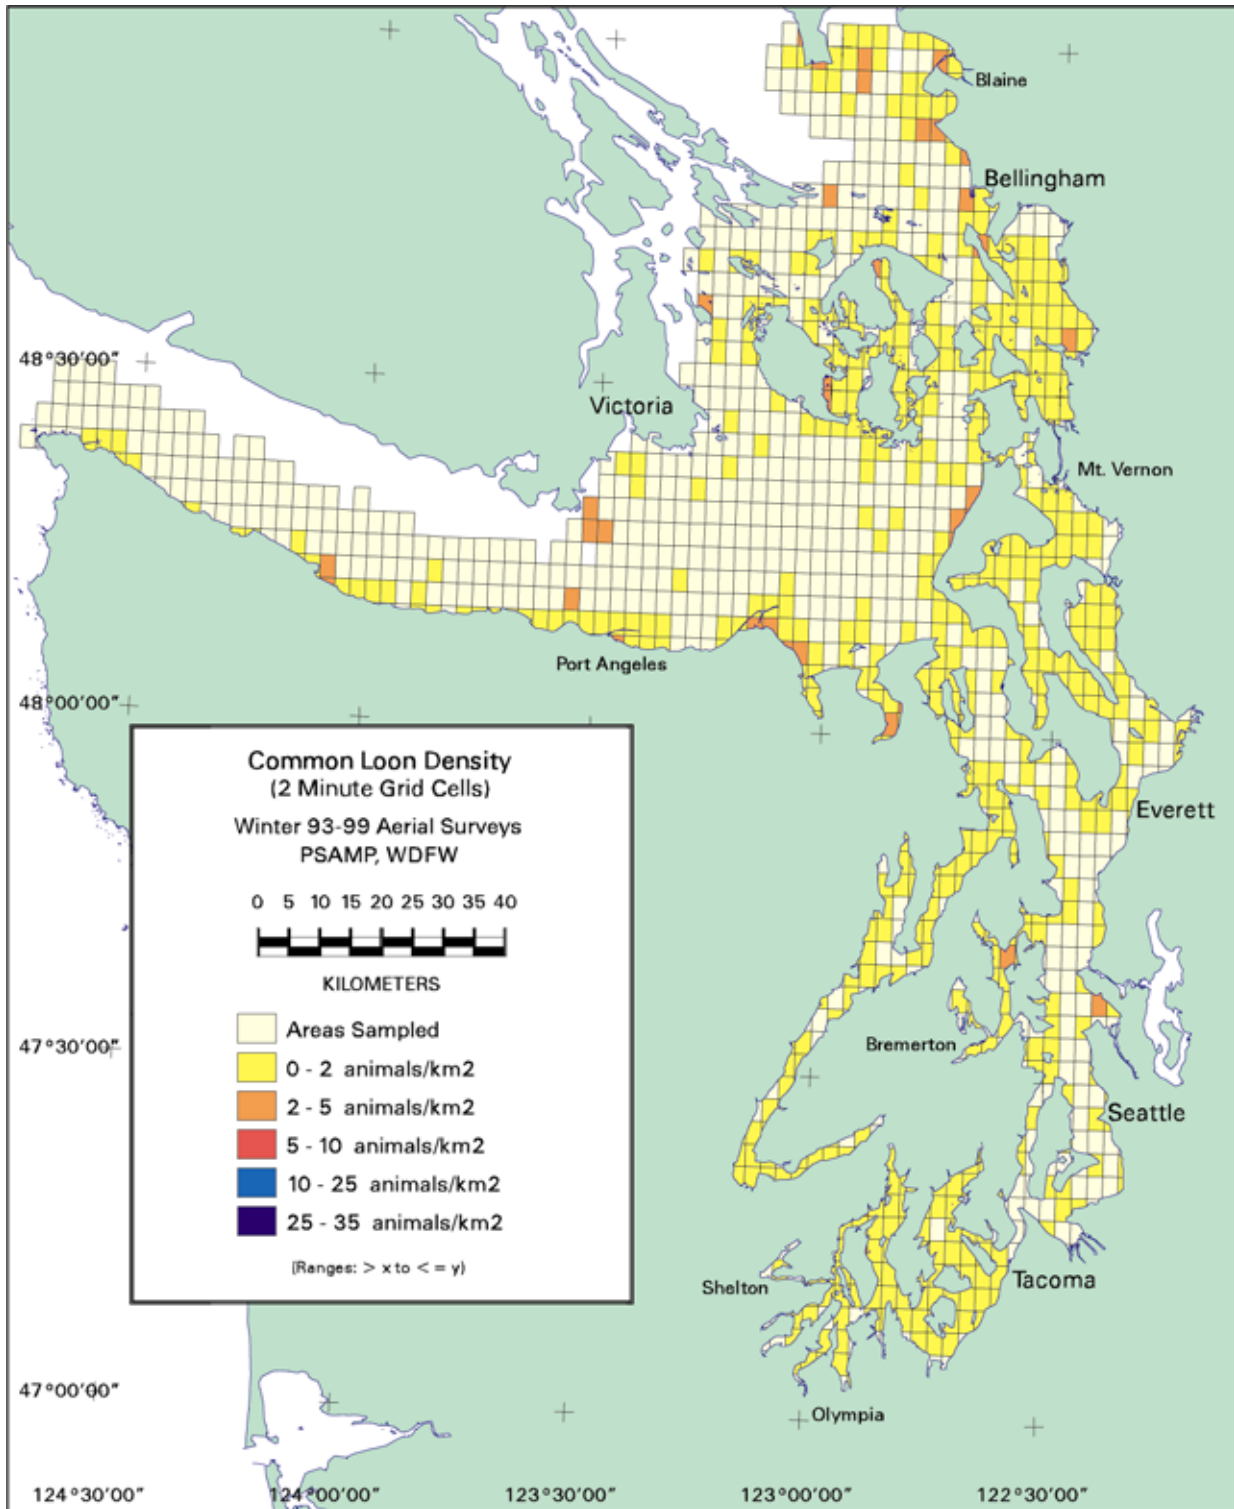 Blaine
Bellingham
48°30'00"
Victoria
Mt. Vernon
Port Angeles
48°00'00"
Common Loon Density
(2 Minute Grid Cells)
Winter 93-99 Aerial Surveys
PSAMP, WDFW
0 5 10 15 20 25 30 35 40
KILOMETERS
Areas Sampled
0 - 2 animals/km2
2 - 5 animals/km2
5 - 10 animals/km2
10 - 25 animals/km2
25 - 35 animals/km2
(Ranges: > x to < = y)
Everett
47°30'00"
Bremerton
Seattle
Shelton
Tacoma
47°00'00"
Olympia
124°30'00" 124°00'00" 123°30'00" 123°00'00" 122°30'00"